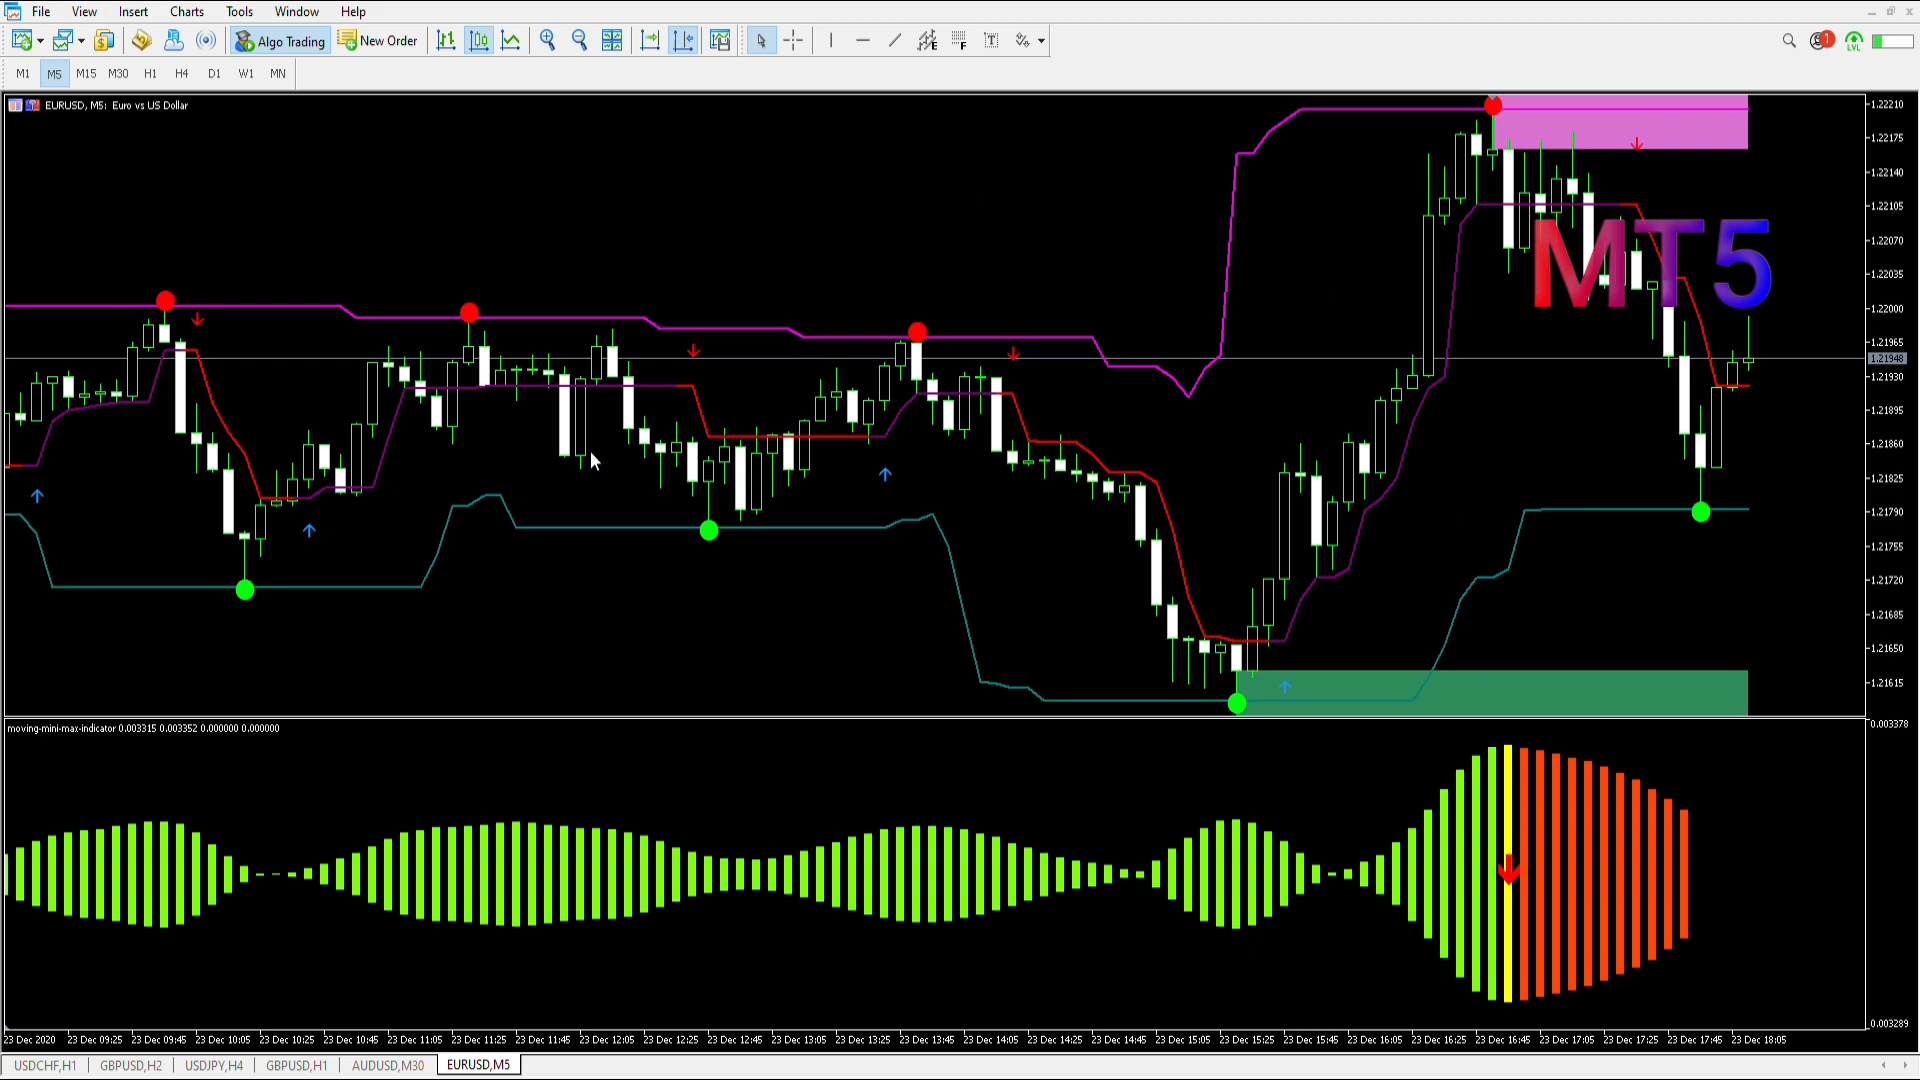 File View Insert Charts Tools Window Help
Algo Trading New Order
LVL
M1 M5 M15 M30 H1 H4 D1 W1 MN
EURUSD, M5: Euro vs US Dollar
MT5
1.22210
1.22175
1.22140
1.22105
1.22070
1.22035
1.22000
1.21965
1.21948
1.21930
1.21895
1.21860
1.21825
1.21790
1.21755
1.21720
1.21685
1.21650
1.21615
moving-mini-max-indicator 0.003315 0.003352 0.000000 0.000000
0.003378
0.003289
23 Dec 2020 23 Dec 09:25 23 Dec 09:45 23 Dec 10:05 23 Dec 10:25 23 Dec 10:45 23 Dec 11:05 23 Dec 11:25 23 Dec 11:45 23 Dec 12:05 23 Dec 12:25 23 Dec 12:45 23 Dec 13:05 23 Dec 13:25 23 Dec 13:45 23 Dec 14:05 23 Dec 14:25 23 Dec 14:45 23 Dec 15:05 23 Dec 15:25 23 Dec 15:45 23 Dec 16:05 23 Dec 16:25 23 Dec 16:45 23 Dec 17:05 23 Dec 17:25 23 Dec 17:45 23 Dec 18:05
USDCHF,H1 GBPUSD,H2 USDJPY,H4 GBPUSD,H1 AUDUSD,M30 EURUSD,M5